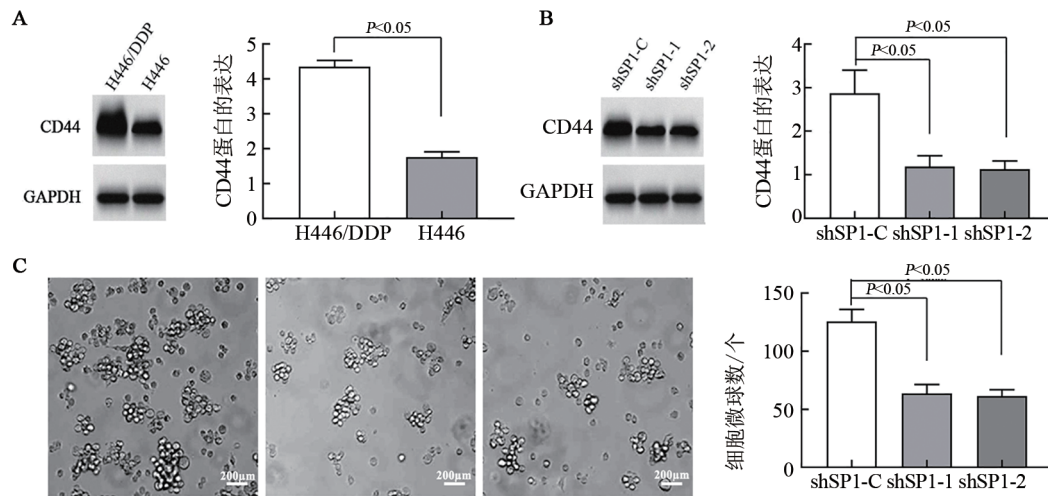 A
H446/DDP
H446
CD44
GAPDH
P<0.05
CD44蛋白的表达
5
4
3
2
1
0
H446/DDP
H446
B
shSP1-C
shSP1-1
shSP1-2
CD44
GAPDH
P<0.05
P<0.05
CD44蛋白的表达
4
3
2
1
0
shSP1-C shSP1-1 shSP1-2
C
200μm
200μm
200μm
P<0.05
P<0.05
细胞微球数/个
150
100
50
0
shSP1-C shSP1-1 shSP1-2